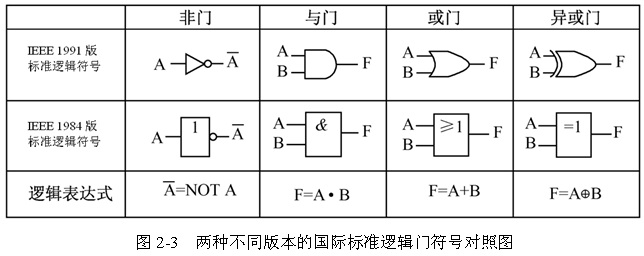 非门 与门 或门 异或门
IEEE 1991 版
标准逻辑符号
A A B F A B F A B F
IEEE 1984 版
标准逻辑符号
A 1 A A B & F A B ≥1 F A B =1 F
逻辑表达式 A̅=NOT A F=A•B F=A+B F=A⊕B
图 2-3 两种不同版本的国际标准逻辑门符号对照图